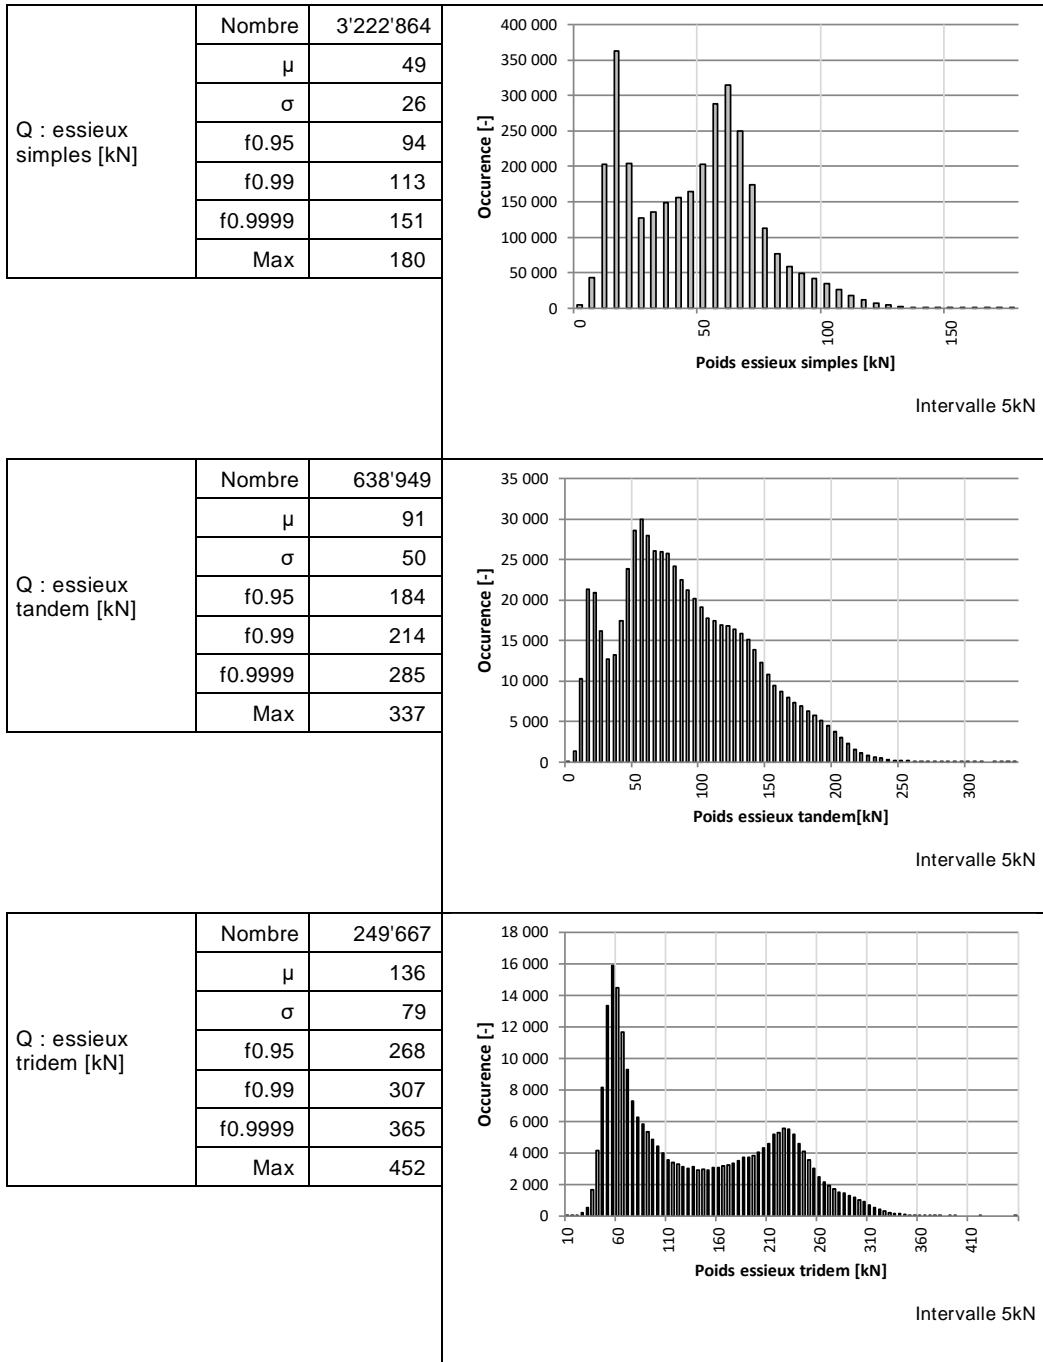 Q : essieux
simples [kN]
Nombre 3'222'864
µ 49
σ 26
f0.95 94
f0.99 113
f0.9999 151
Max 180
400 000
350 000
300 000
250 000
200 000
150 000
100 000
50 000
0
Occurence [-]
0 50 100 150
Poids essieux simples [kN]
Intervalle 5kN
Q : essieux
tandem [kN]
Nombre 638'949
µ 91
σ 50
f0.95 184
f0.99 214
f0.9999 285
Max 337
35 000
30 000
25 000
20 000
15 000
10 000
5 000
0
Occurence [-]
0 50 100 150 200 250 300
Poids essieux tandem[kN]
Intervalle 5kN
Q : essieux
tridem [kN]
Nombre 249'667
µ 136
σ 79
f0.95 268
f0.99 307
f0.9999 365
Max 452
18 000
16 000
14 000
12 000
10 000
8 000
6 000
4 000
2 000
0
Occurence [-]
10 60 110 160 210 260 310 360 410
Poids essieux tridem [kN]
Intervalle 5kN